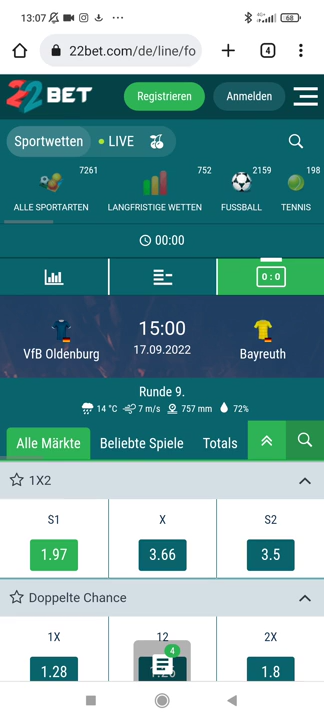 13:07
4G+
68
22bet.com/de/line/fo
4
22 BET
Registrieren
Anmelden
Sportwetten
LIVE
7261
752
2159
198
ALLE SPORTARTEN
LANGFRISTIGE WETTEN
FUSSBALL
TENNIS
00:00
0 : 0
VfB Oldenburg
15:00
17.09.2022
Bayreuth
Runde 9.
14 °C
7 m/s
757 mm
72%
Alle Märkte
Beliebte Spiele
Totals
1X2
S1
X
S2
1.97
3.66
3.5
Doppelte Chance
1X
12
2X
4
1.28
1.8